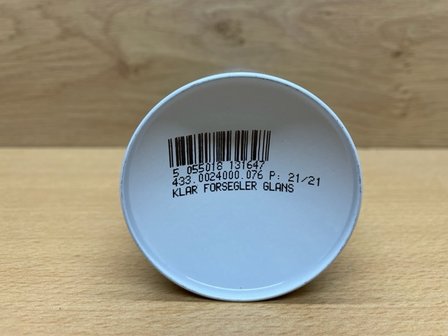 5 055018 131647
433.0024000.076 P: 21/21
KLAR FORSEGLER GLANS